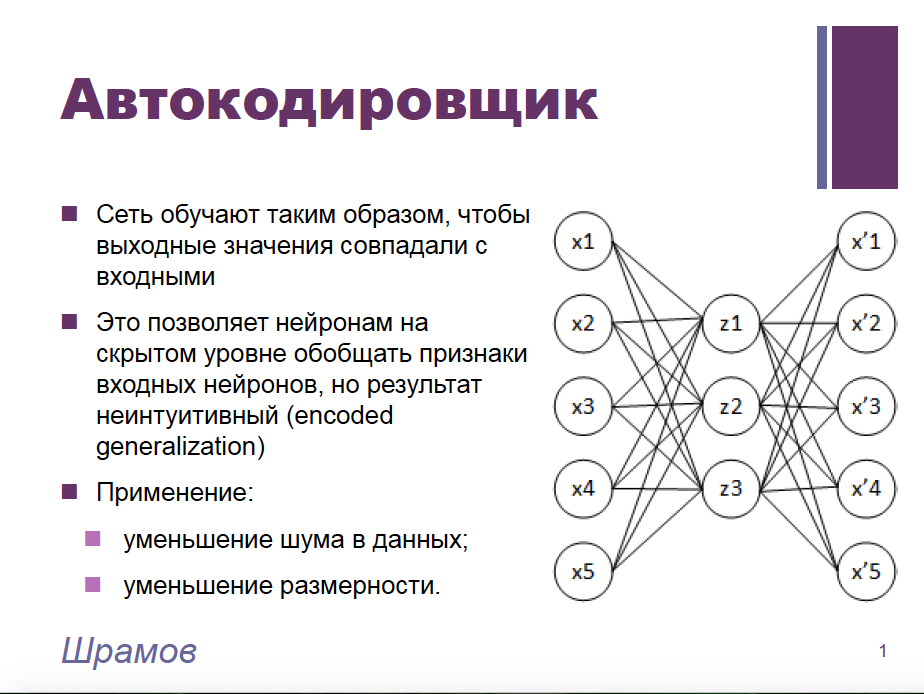 Автокодировщик
Сеть обучают таким образом, чтобы
выходные значения совпадали с
входными
Это позволяет нейронам на
скрытом уровне обобщать признаки
входных нейронов, но результат
неинтуитивный (encoded
generalization)
Применение:
уменьшение шума в данных;
уменьшение размерности.
x1
x2
x3
x4
x5
z1
z2
z3
x′1
x′2
x′3
x′4
x′5
Шрамов
1